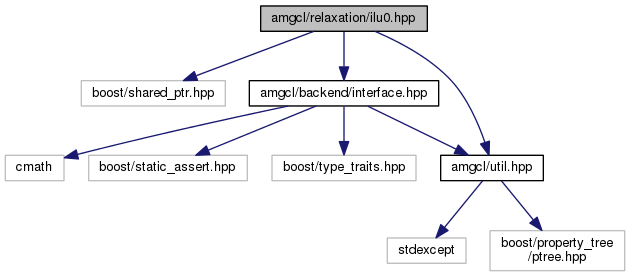 amgcl/relaxation/ilu0.hpp
boost/shared_ptr.hpp
amgcl/backend/interface.hpp
cmath
boost/static_assert.hpp
boost/type_traits.hpp
amgcl/util.hpp
stdexcept
boost/property_tree
/ptree.hpp